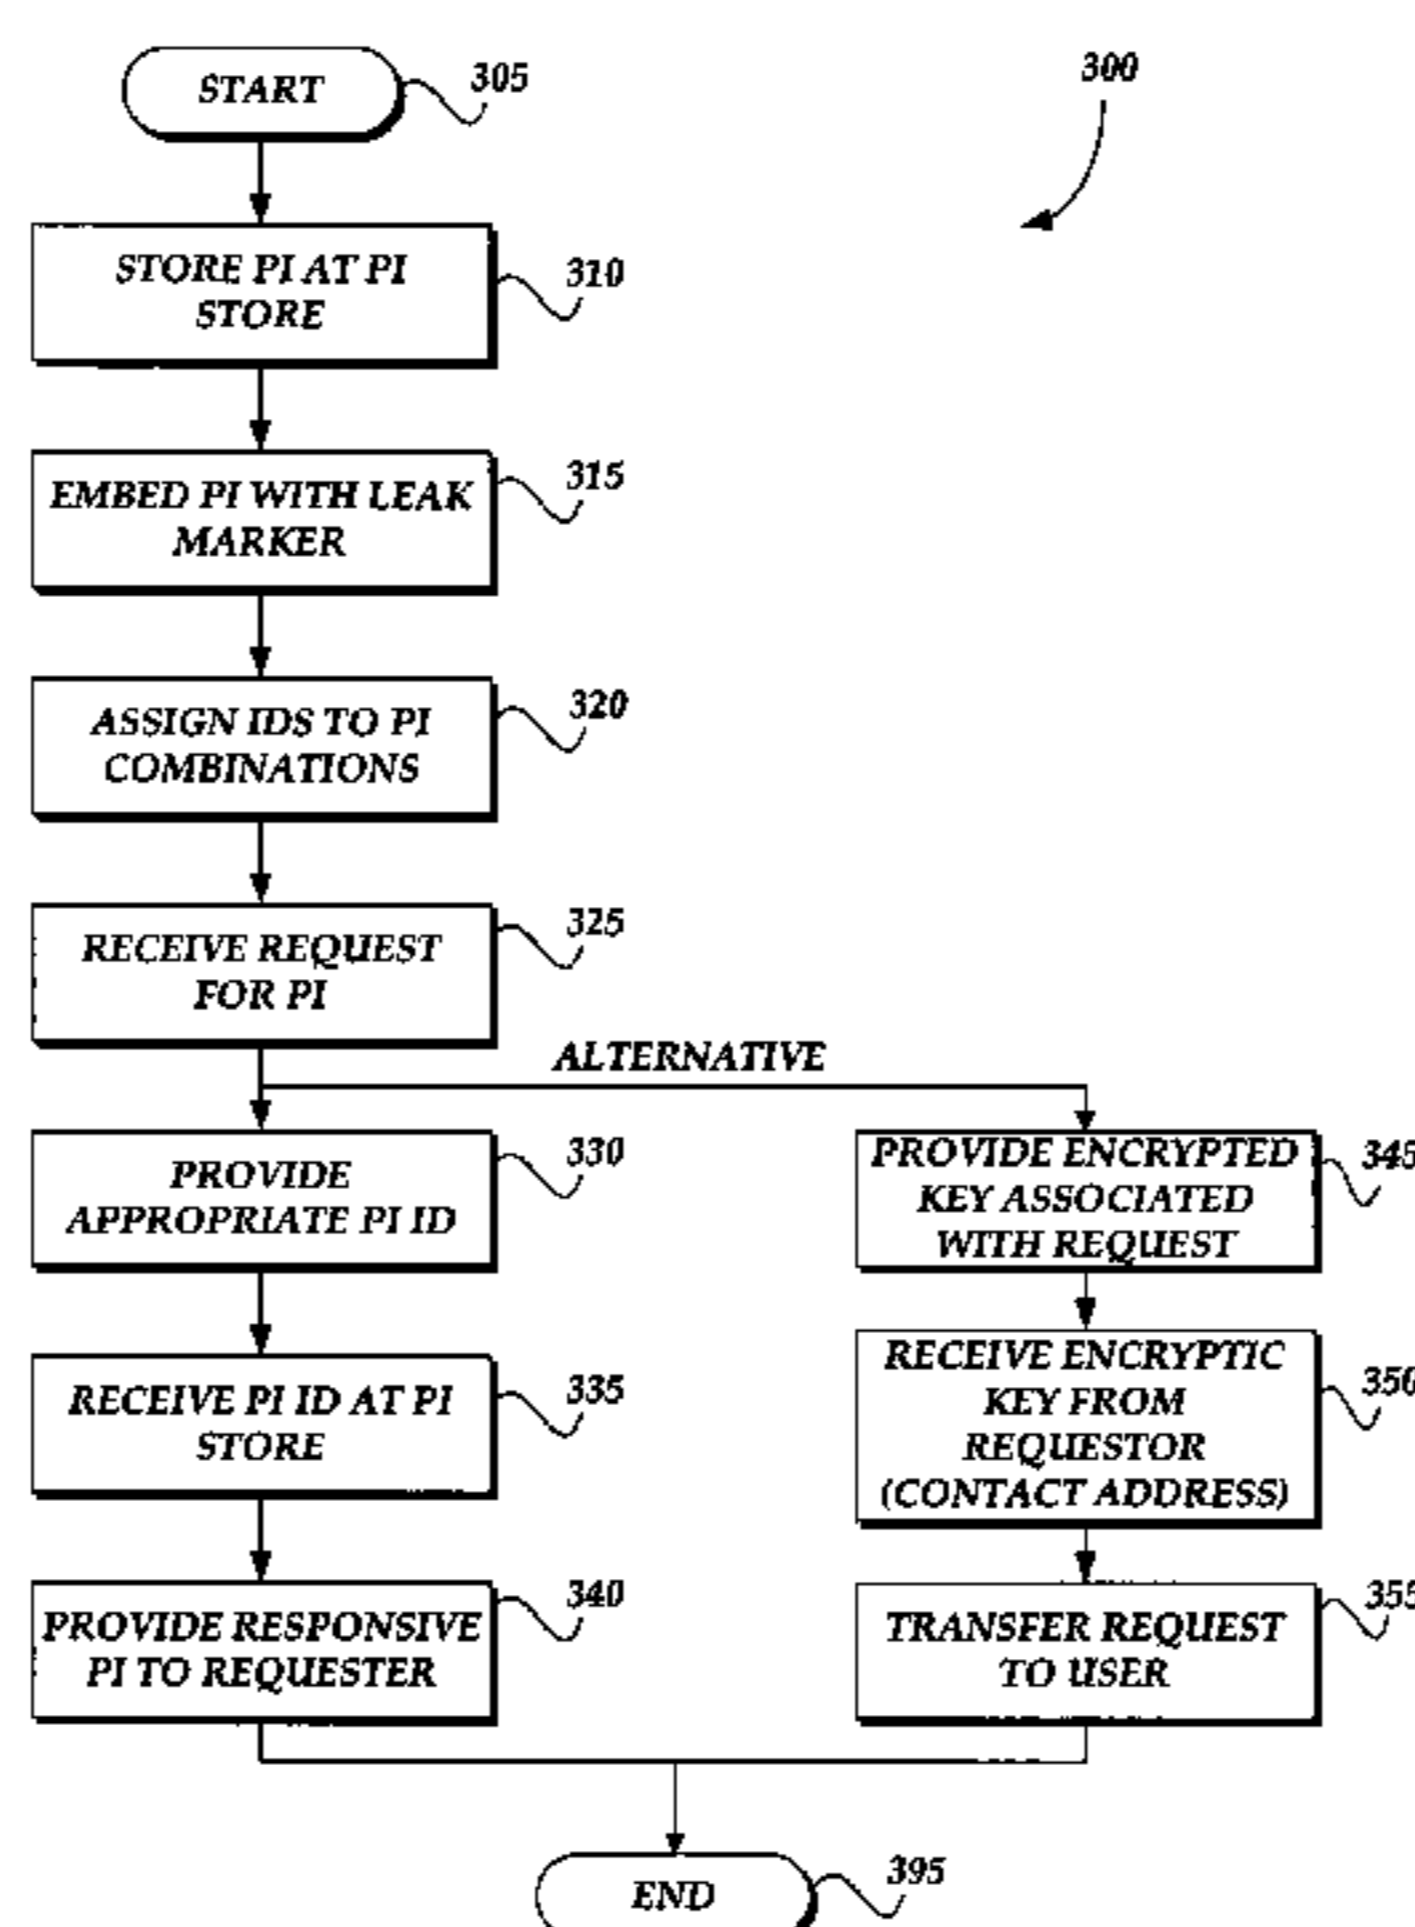 START
305
300
STORE PI AT PI
STORE
310
EMBED PI WITH LEAK
MARKER
315
ASSIGN IDS TO PI
COMBINATIONS
320
RECEIVE REQUEST
FOR PI
325
ALTERNATIVE
PROVIDE
APPROPRIATE PI ID
330
PROVIDE ENCRYPTED
KEY ASSOCIATED
WITH REQUEST
345
RECEIVE PI ID AT PI
STORE
335
RECEIVE ENCRYPTIC
KEY FROM
REQUESTOR
(CONTACT ADDRESS)
350
PROVIDE RESPONSIVE
PI TO REQUESTER
340
TRANSFER REQUEST
TO USER
355
END
395